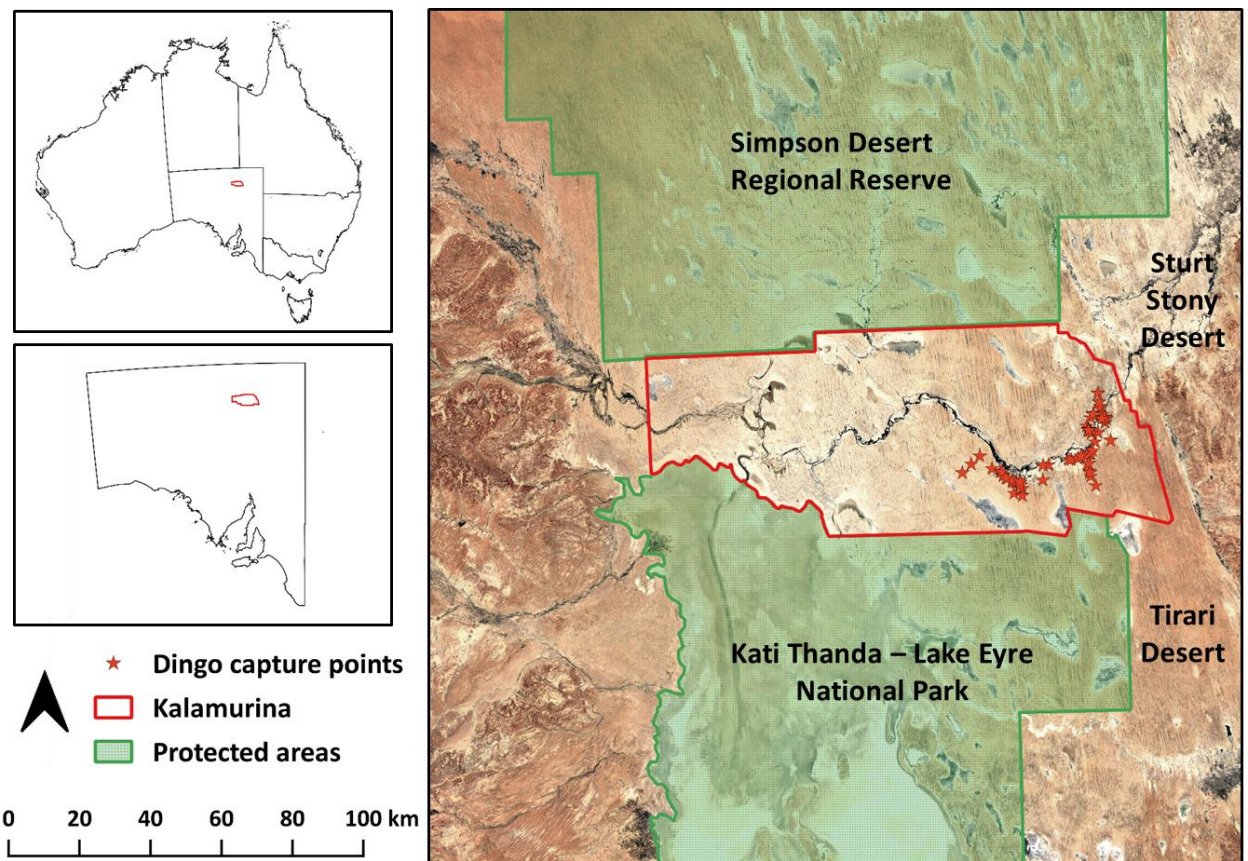 Simpson Desert
Regional Reserve
Sturt
Stony
Desert
Kati Thanda – Lake Eyre
National Park
Tirari
Desert
Dingo capture points
Kalamurina
Protected areas
0 20 40 60 80 100 km